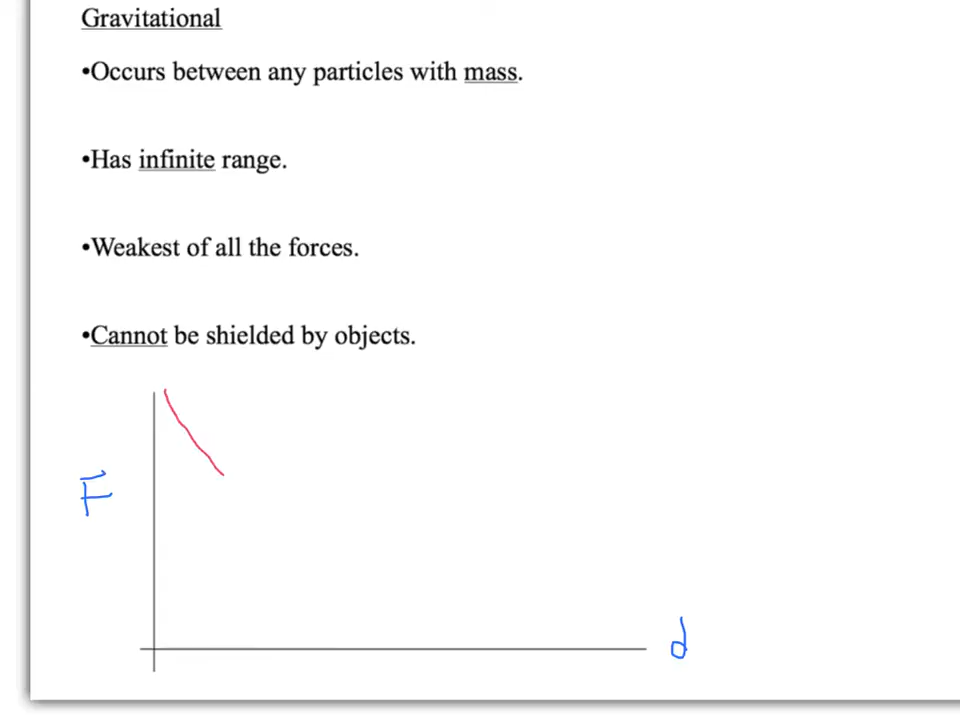 Gravitational
•Occurs between any particles with mass.
•Has infinite range.
•Weakest of all the forces.
•Cannot be shielded by objects.
F
d